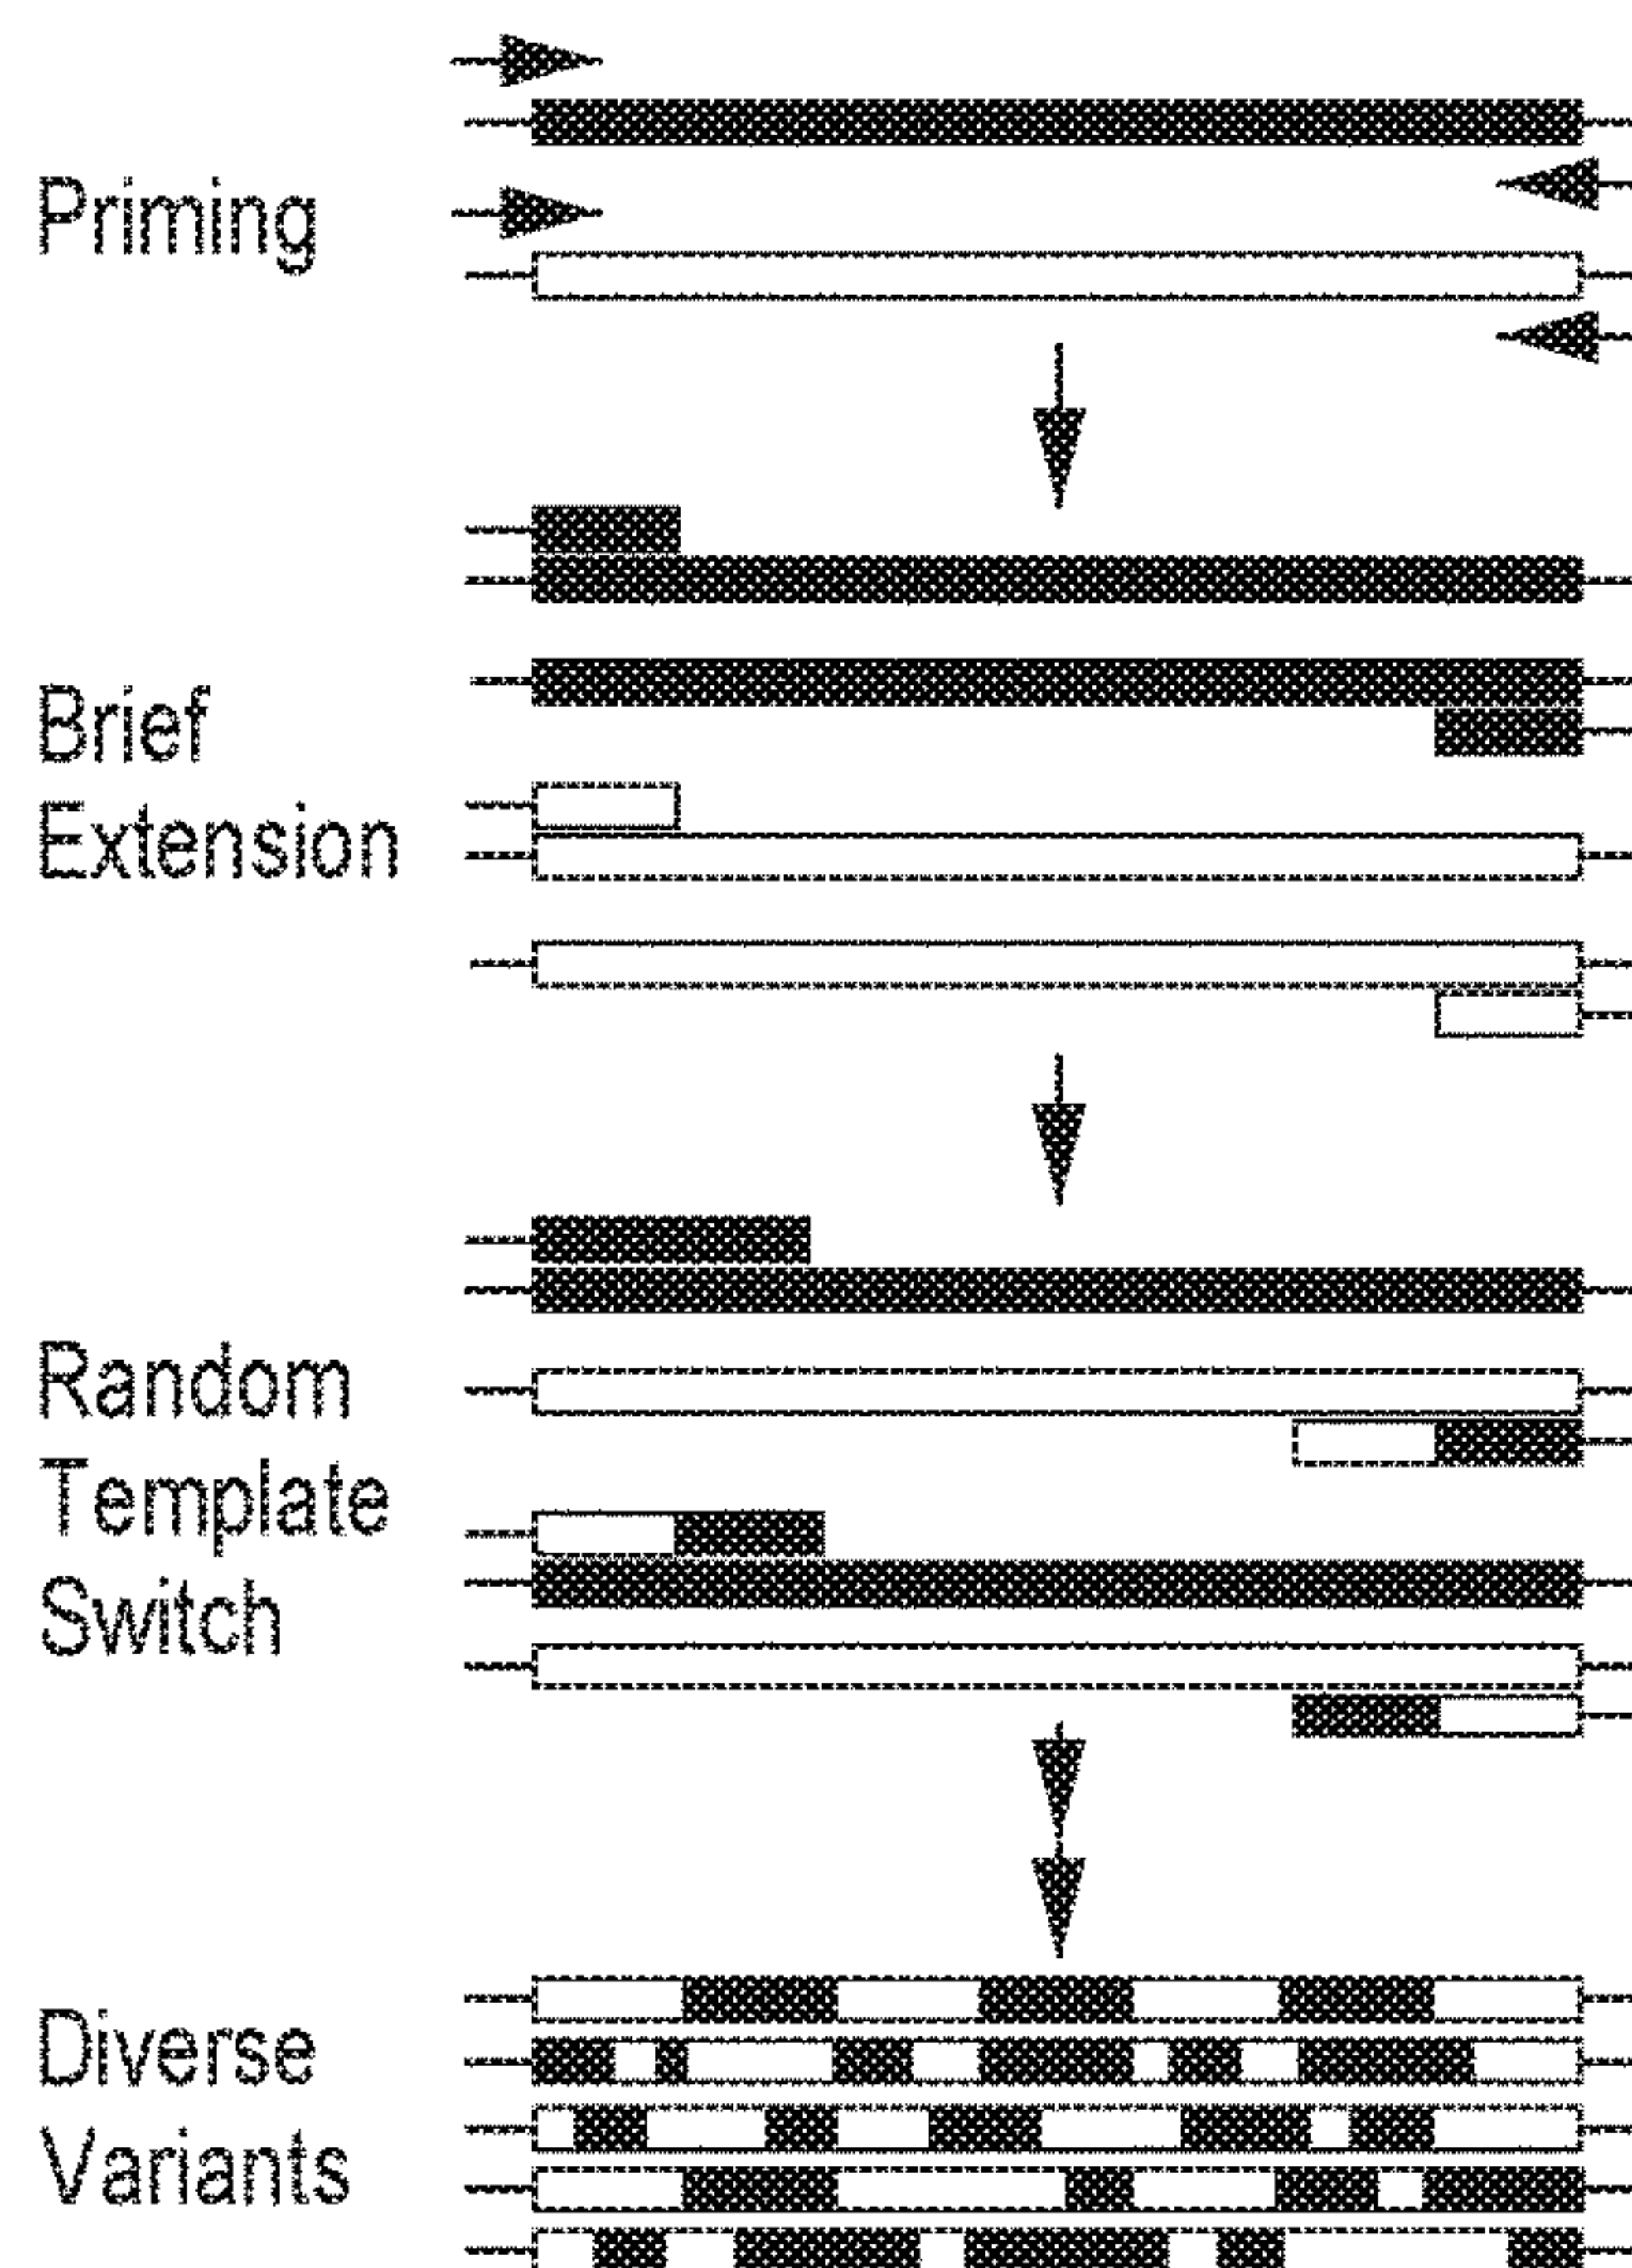 Priming
Brief
Extension
Random
Template
Switch
Diverse
Variants